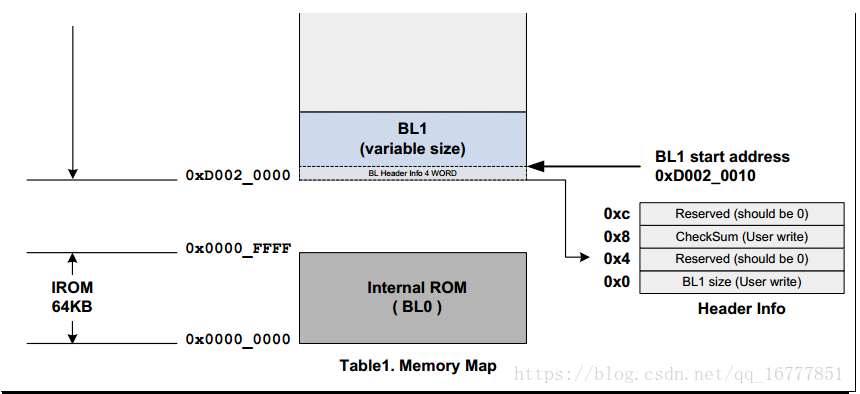 BL1
(variable size)
BL Header Info 4 WORD
0xD002_0000
BL1 start address
0xD002_0010
0xc Reserved (should be 0)
0x8 CheckSum (User write)
0x4 Reserved (should be 0)
0x0 BL1 size (User write)
Header Info
0x0000_FFFF
IROM
64KB
Internal ROM
( BL0 )
0x0000_0000
Table1. Memory Map
https://blog.csdn.net/qq_16777851